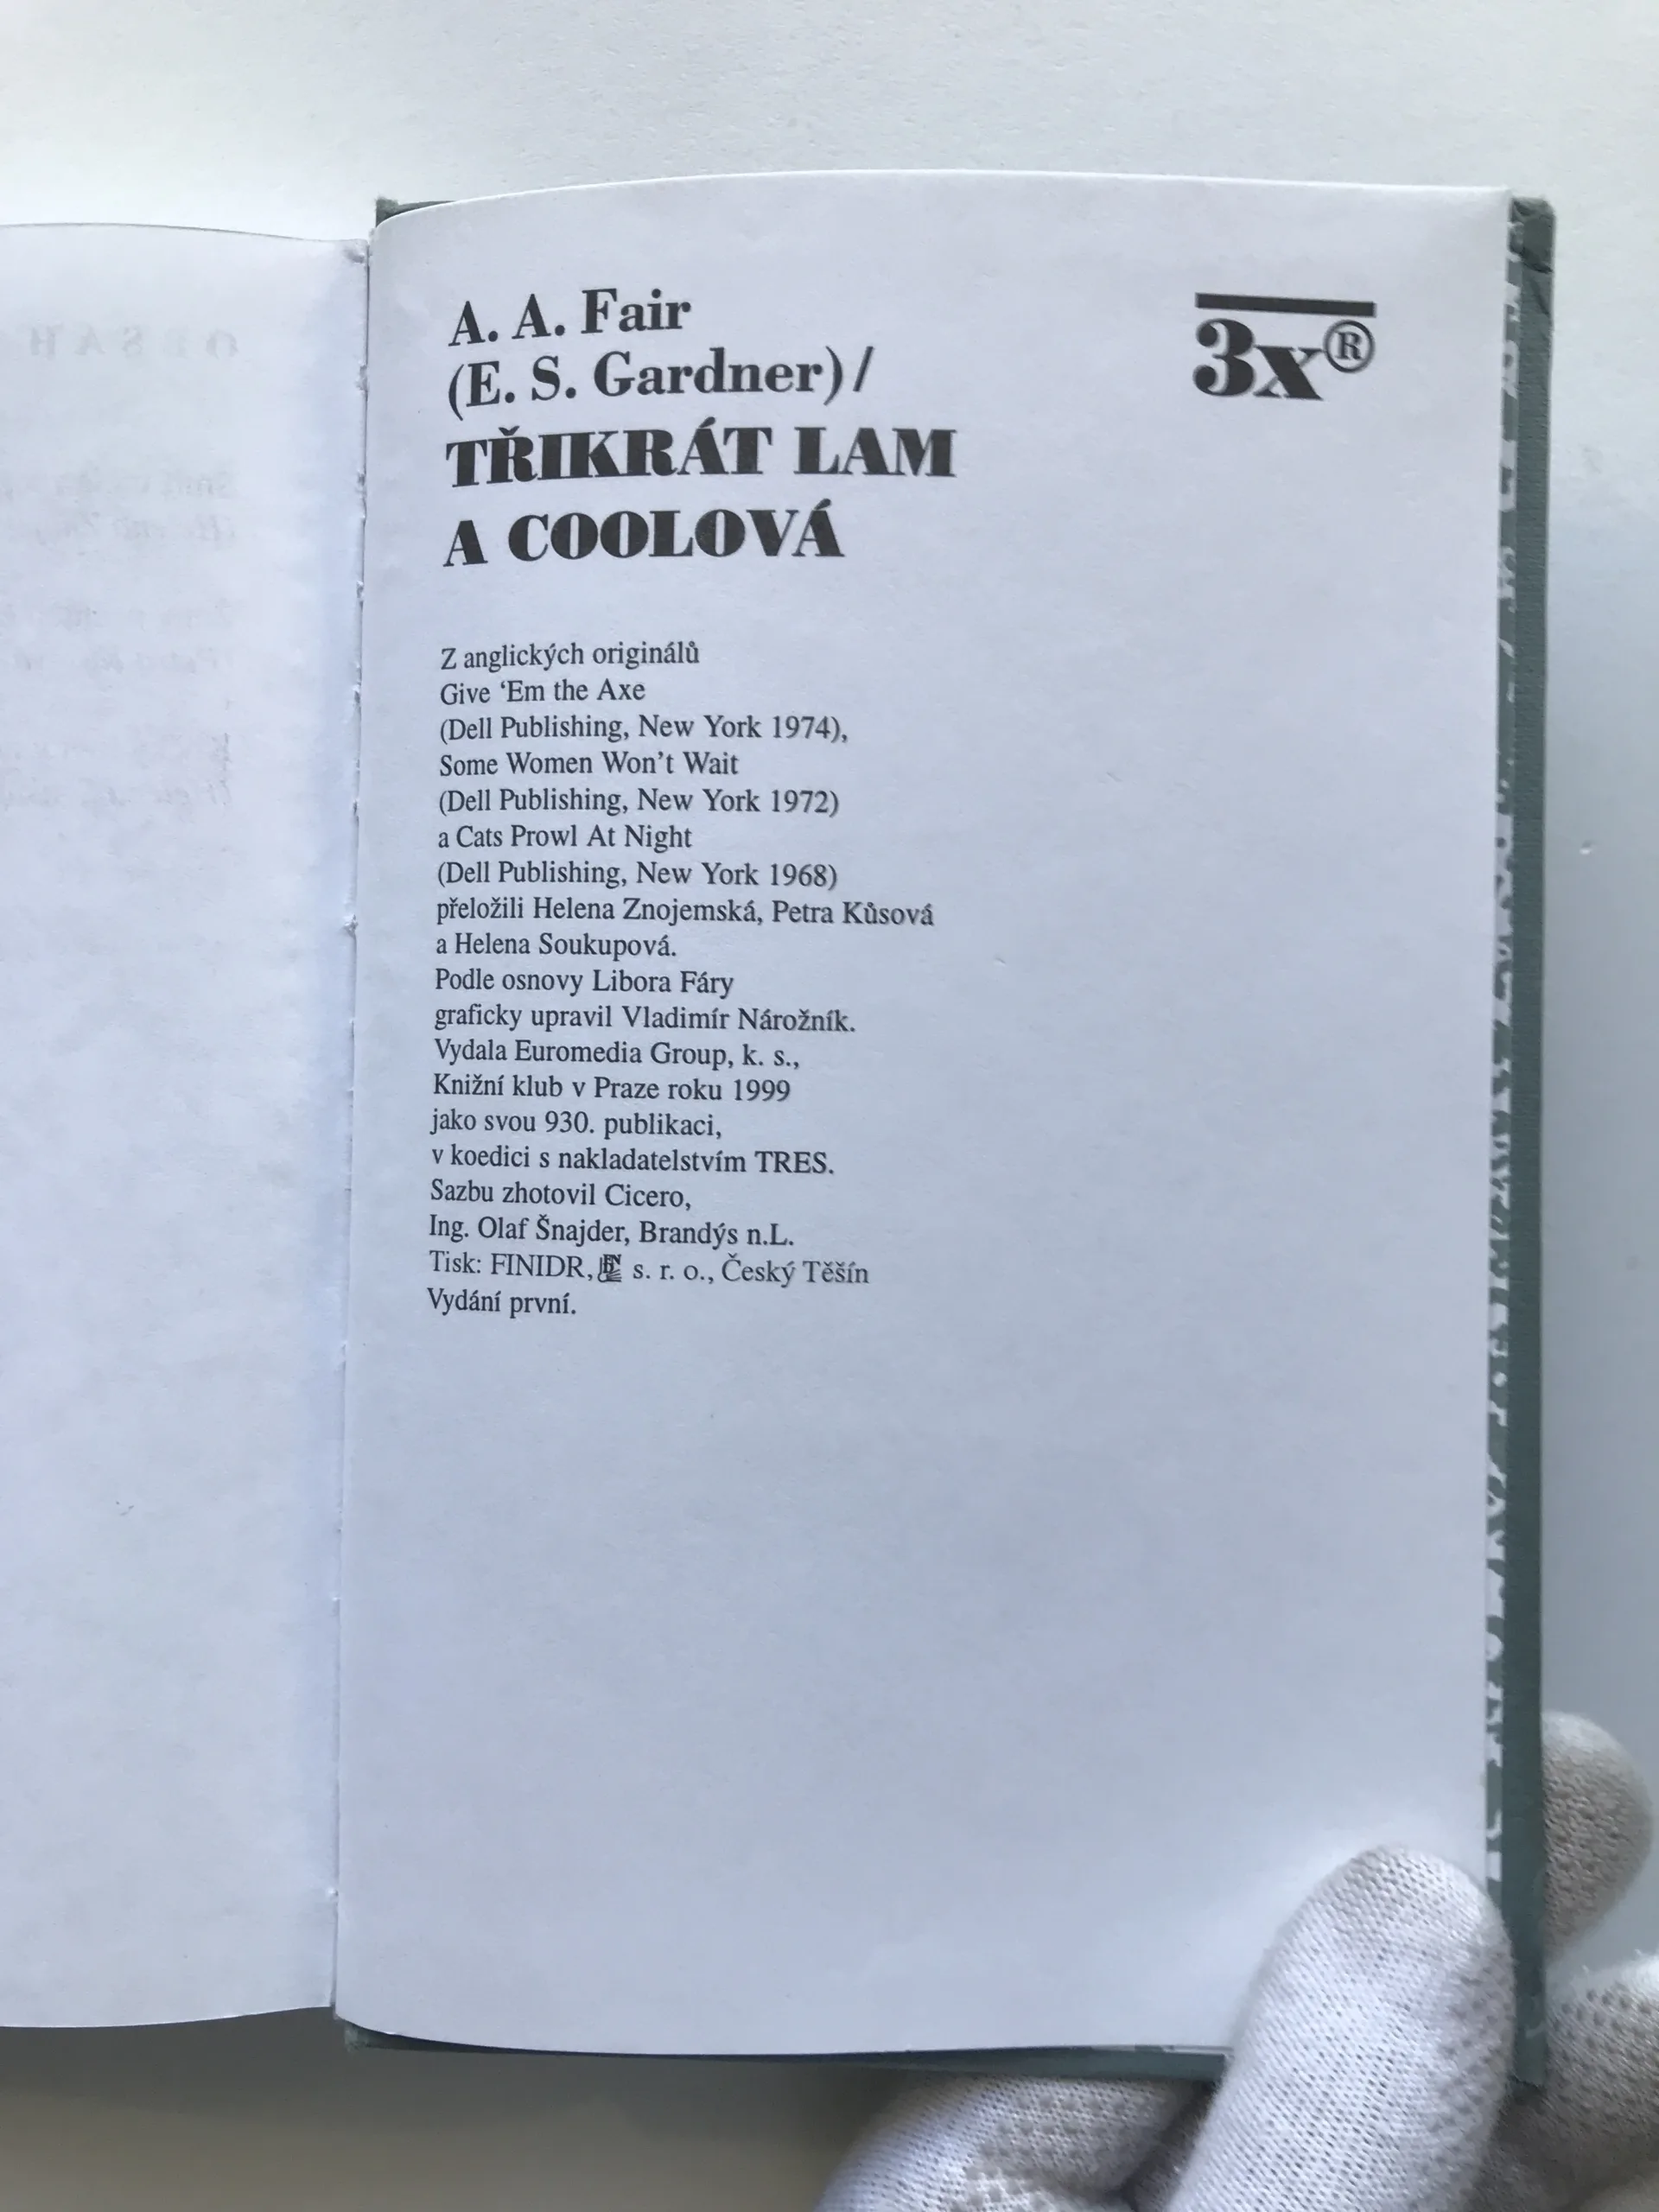 A. A. Fair
(E. S. Gardner) /
TŘIKRÁT LAM
A COOLOVÁ
3x®
Z anglických originálů
Give ‘Em the Axe
(Dell Publishing, New York 1974),
Some Women Won’t Wait
(Dell Publishing, New York 1972)
a Cats Prowl At Night
(Dell Publishing, New York 1968)
přeložili Helena Znojemská, Petra Kůsová
a Helena Soukupová.
Podle osnovy Libora Fáry
graficky upravil Vladimír Nárožník.
Vydala Euromedia Group, k. s.,
Knižní klub v Praze roku 1999
jako svou 930. publikaci,
v koedici s nakladatelstvím TRES.
Sazbu zhotovil Cicero,
Ing. Olaf Šnajder, Brandýs n.L.
Tisk: FINIDR, s. r. o., Český Těšín
Vydání první.
OBSAH